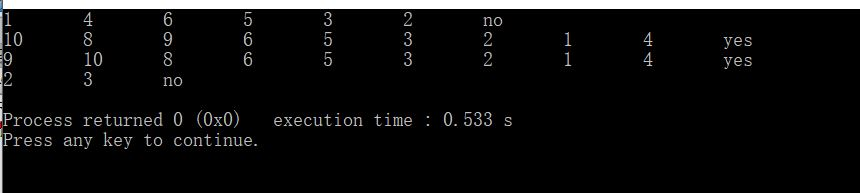 1 4 6 5 3 2 no
10 8 9 6 5 3 2 1 4 yes
9 10 8 6 5 3 2 1 4 yes
2 3 no
Process returned 0 (0x0) execution time : 0.533 s
Press any key to continue.